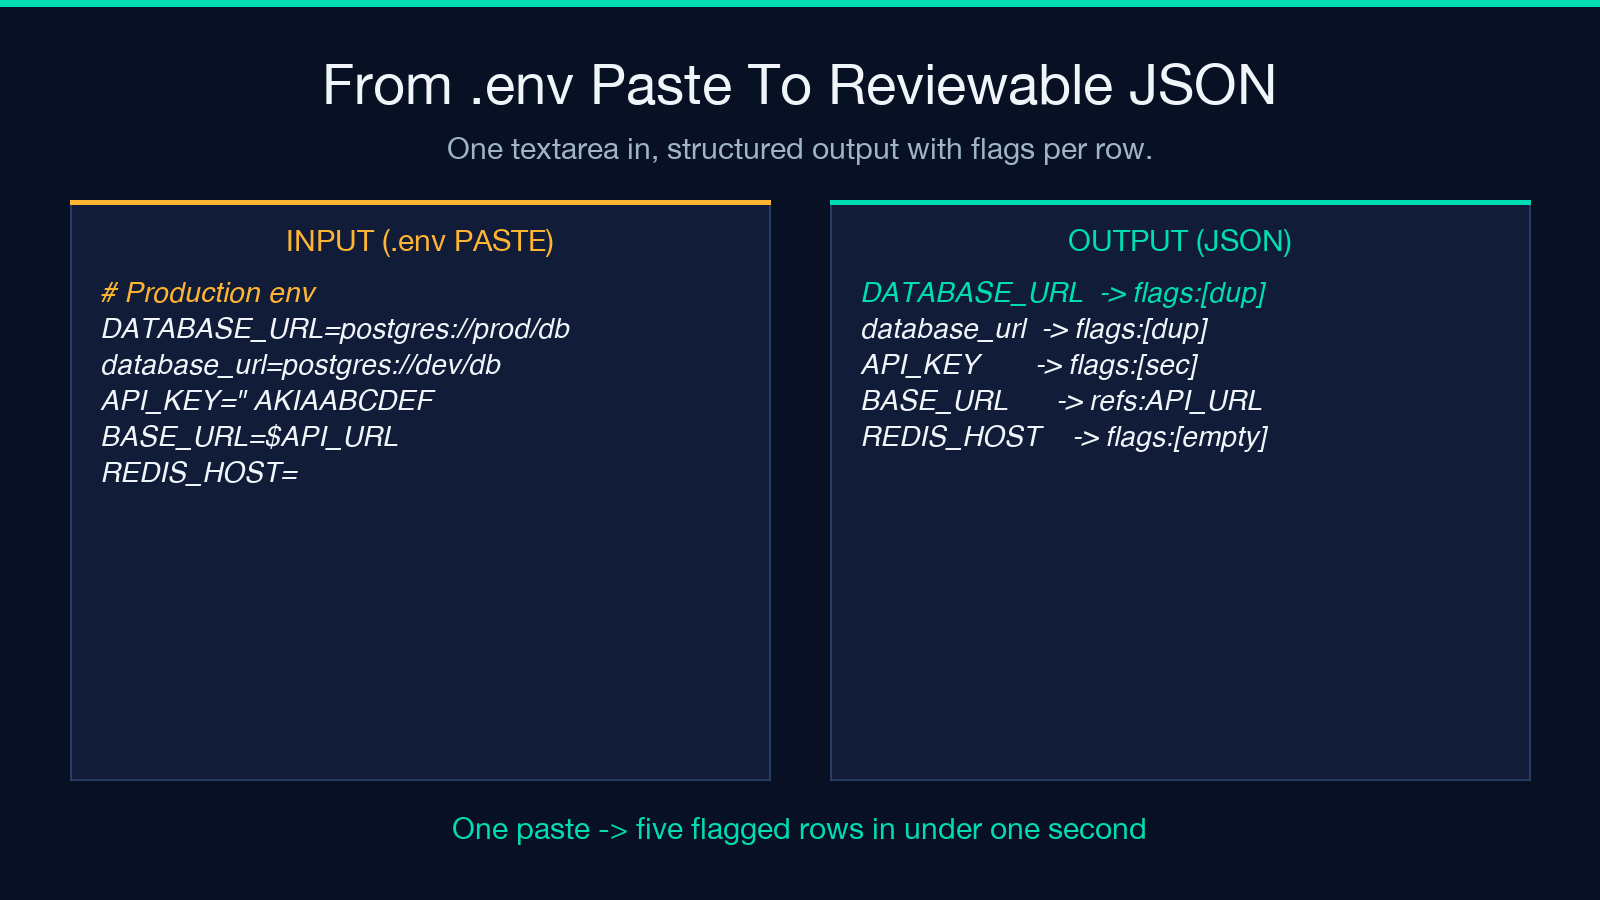 From .env Paste To Reviewable JSON
One textarea in, structured output with flags per row.
INPUT (.env PASTE)
# Production env
DATABASE_URL=postgres://prod/db
database_url=postgres://dev/db
API_KEY=" AKIAABCDEF
BASE_URL=$API_URL
REDIS_HOST=
OUTPUT (JSON)
DATABASE_URL -> flags:[dup]
database_url -> flags:[dup]
API_KEY -> flags:[sec]
BASE_URL -> refs:API_URL
REDIS_HOST -> flags:[empty]
One paste -> five flagged rows in under one second